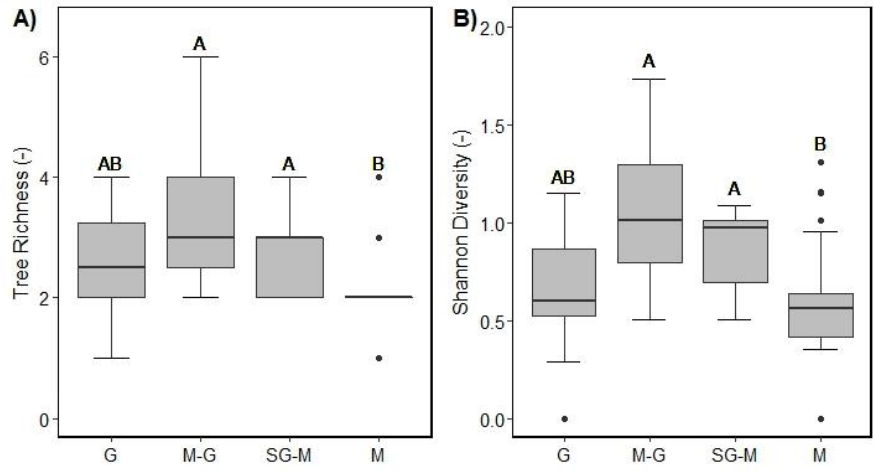 A)
Tree Richness (-)
6
4
2
0
AB
A
A
B
G M-G SG-M M
B)
Shannon Diversity (-)
2.0
1.5
1.0
0.5
0.0
AB
A
A
B
G M-G SG-M M